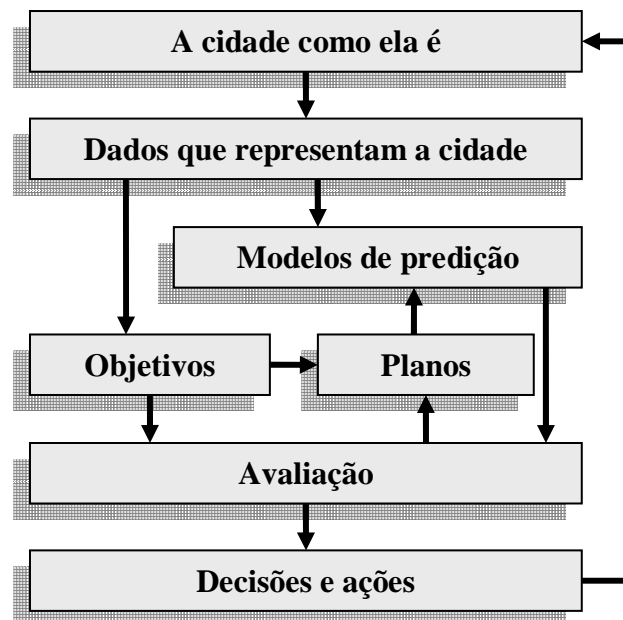 A cidade como ela é
Dados que representam a cidade
Modelos de predição
Objetivos
Planos
Avaliação
Decisões e ações